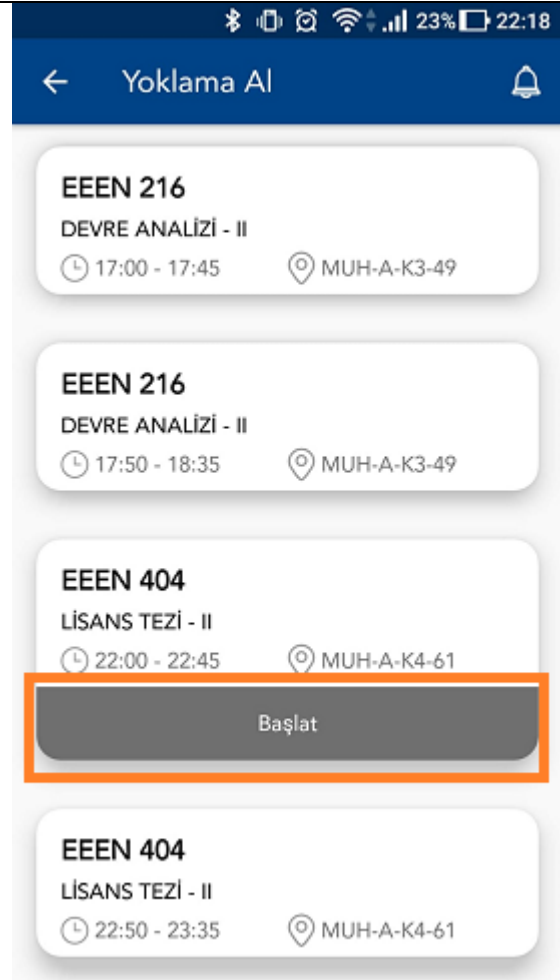 23% 22:18
Yoklama Al
EEEN 216
DEVRE ANALİZİ - II
17:00 - 17:45 MUH-A-K3-49
EEEN 216
DEVRE ANALİZİ - II
17:50 - 18:35 MUH-A-K3-49
EEEN 404
LİSANS TEZİ - II
22:00 - 22:45 MUH-A-K4-61
Başlat
EEEN 404
LİSANS TEZİ - II
22:50 - 23:35 MUH-A-K4-61